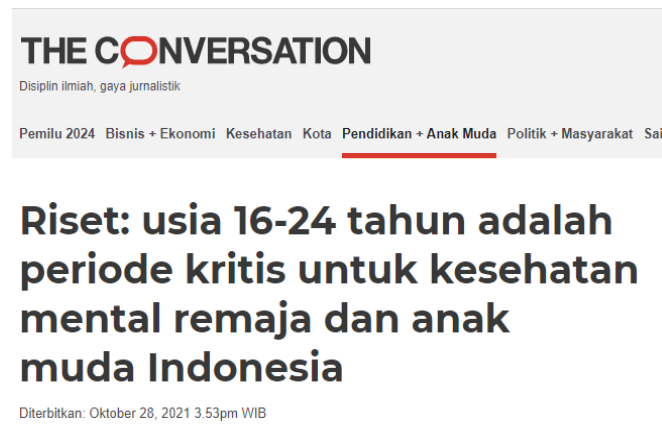 THE CONVERSATION
Disiplin ilmiah, gaya jurnalistik
Pemilu 2024 Bisnis + Ekonomi Kesehatan Kota Pendidikan + Anak Muda Politik + Masyarakat Sai
Riset: usia 16-24 tahun adalah
periode kritis untuk kesehatan
mental remaja dan anak
muda Indonesia
Diterbitkan: Oktober 28, 2021 3.53pm WIB